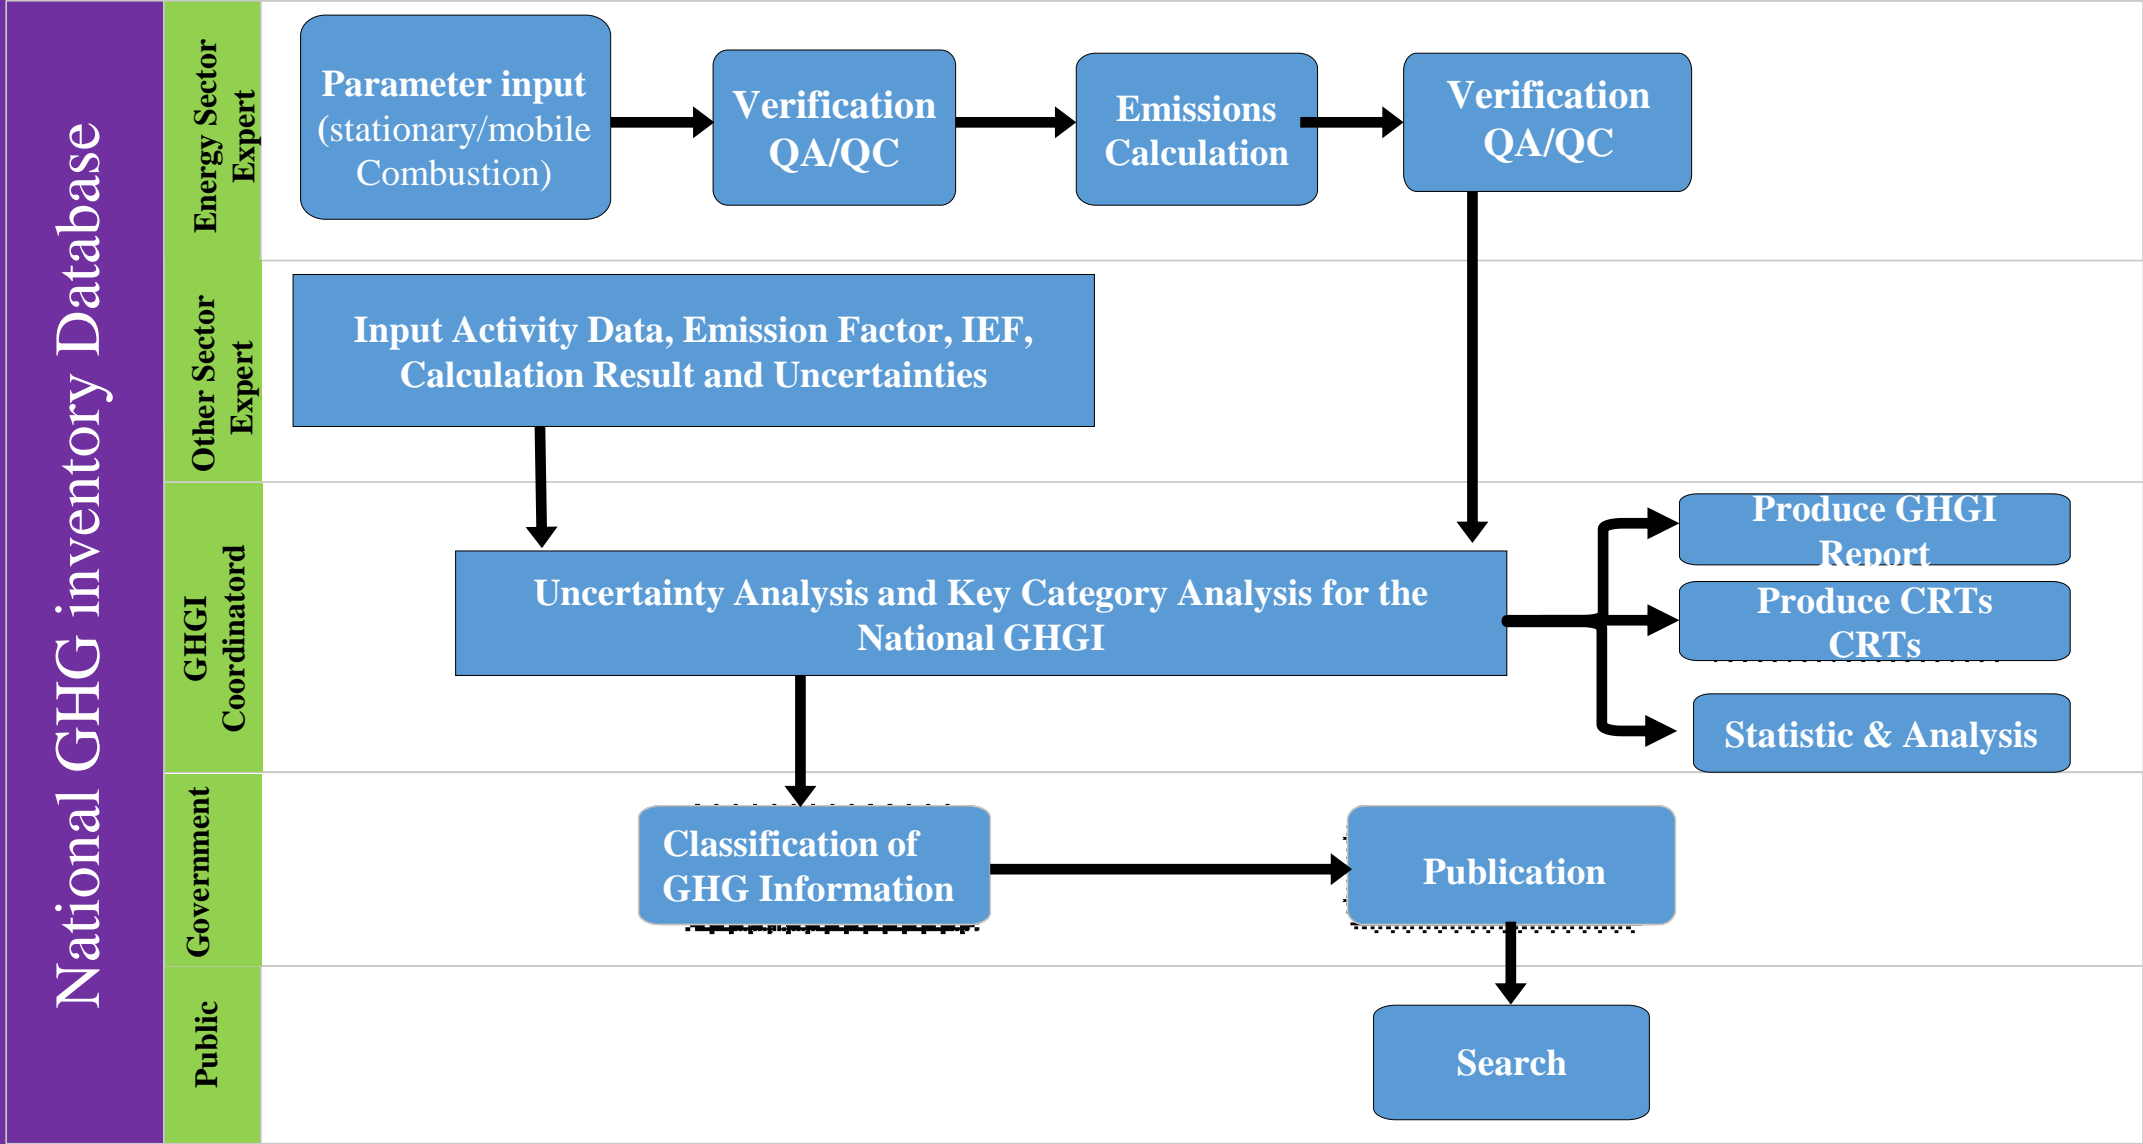 National GHG inventory Database
Energy Sector
Expert
Parameter input
(stationary/mobile
Combustion)
Verification
QA/QC
Emissions
Calculation
Verification
QA/QC
Other Sector
Expert
Input Activity Data, Emission Factor, IEF,
Calculation Result and Uncertainties
GHGI
Coordinatord
Uncertainty Analysis and Key Category Analysis for the
National GHGI
Produce GHGI
Report
Produce CRTs
CRTs
Statistic & Analysis
Government
Classification of
GHG Information
Publication
Public
Search